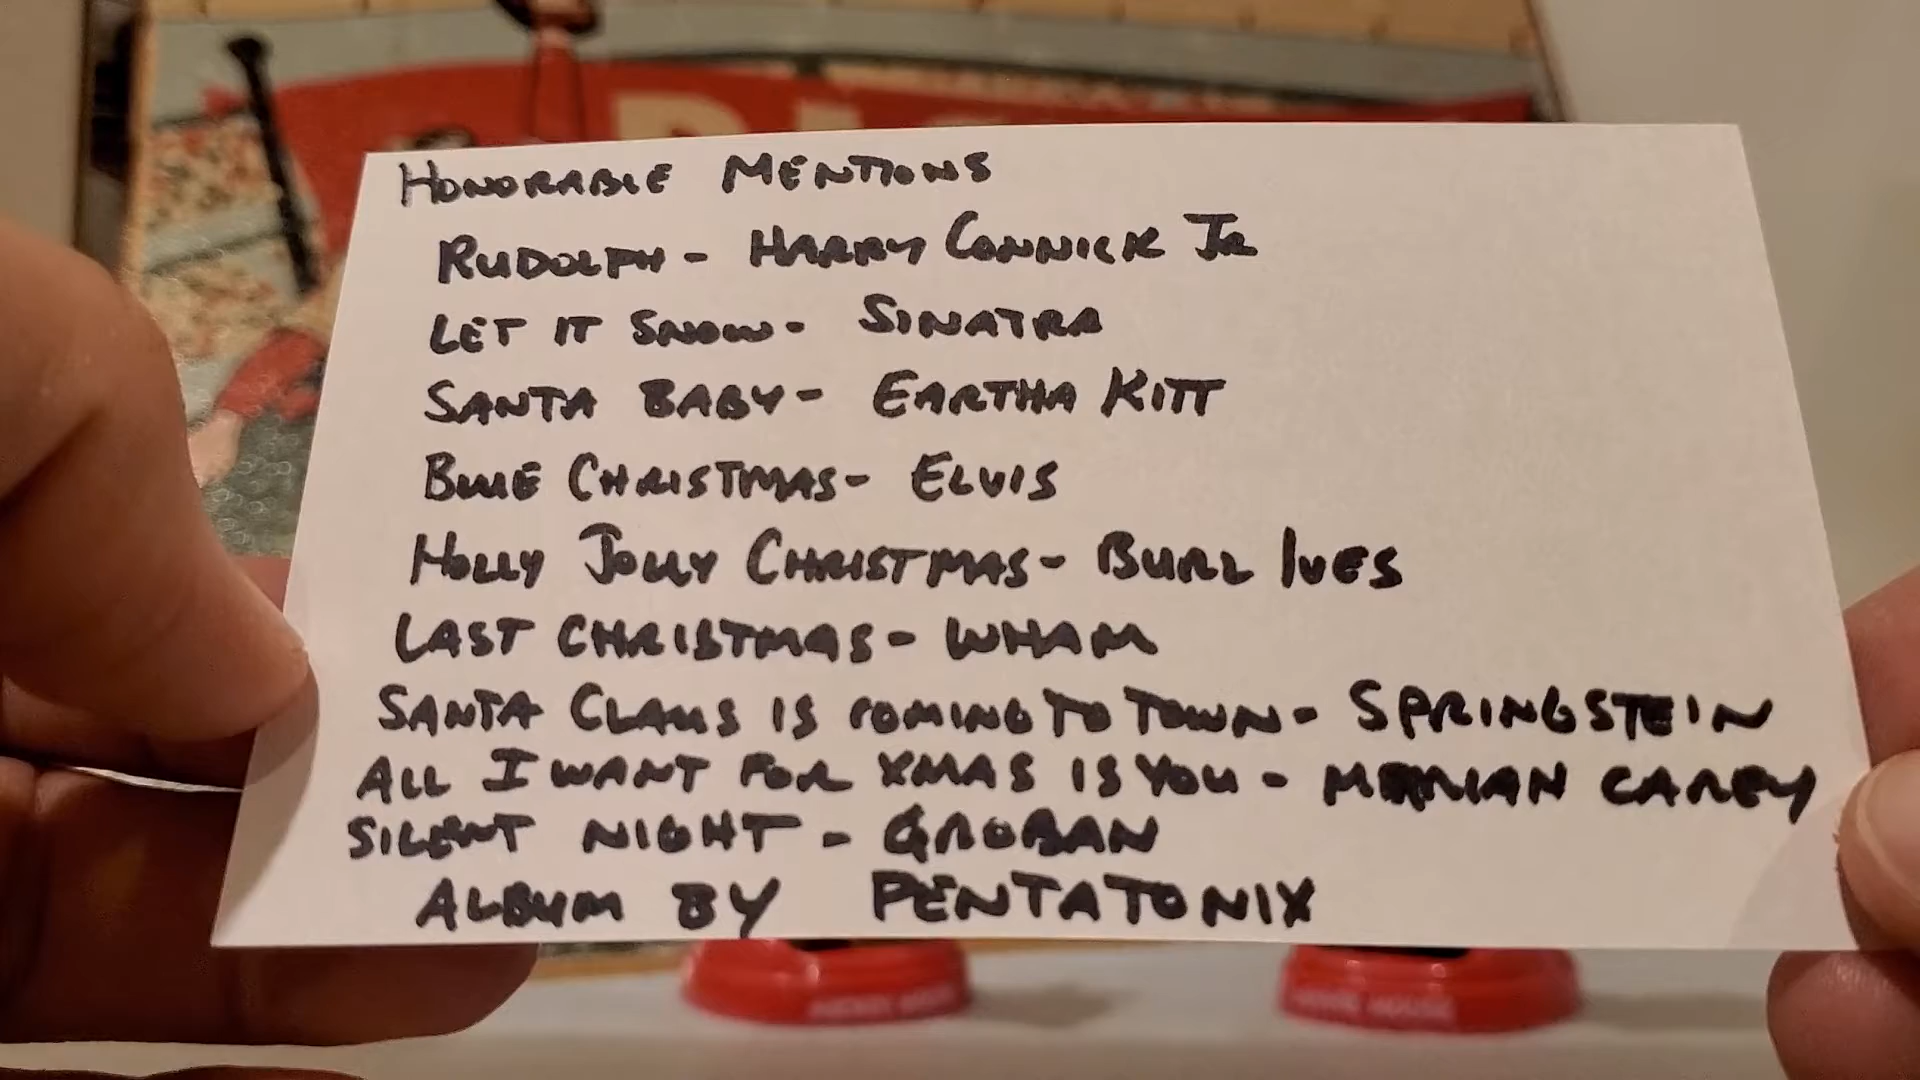 HONORABLE MENTIONS
RUDOLPH - HARRY CONNICK JR
LET IT SNOW - SINATRA
SANTA BABY - EARTHA KITT
BLUE CHRISTMAS - ELVIS
HOLLY JOLLY CHRISTMAS - BURL IVES
LAST CHRISTMAS - WHAM
SANTA CLAUS IS COMING TO TOWN - SPRINGSTEIN
ALL I WANT FOR XMAS IS YOU - MARIAH CAREY
SILENT NIGHT - GROBAN
ALBUM BY PENTATONIX